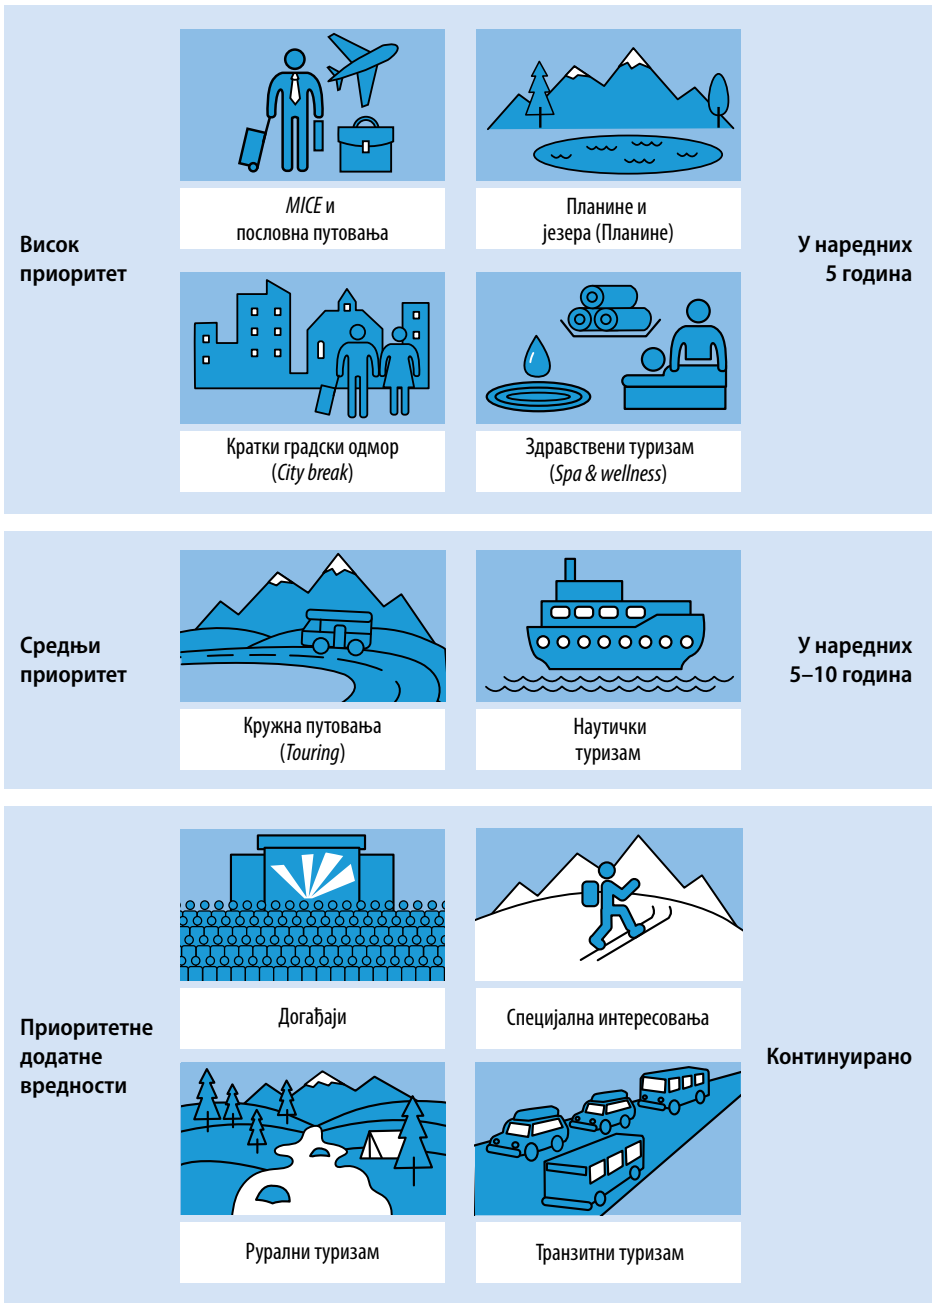 Висок
приоритет
MICE и
пословна путовања
Планине и
језера (Планине)
Кратки градски одмор
(City break)
Здравствени туризам
(Spa & wellness)
У наредних
5 година
Средњи
приоритет
Кружна путовања
(Touring)
Наутички
туризам
У наредних
5–10 година
Приоритетне
додатне
вредности
Догађаји
Специјална интересовања
Рурални туризам
Транзитни туризам
Континуирано